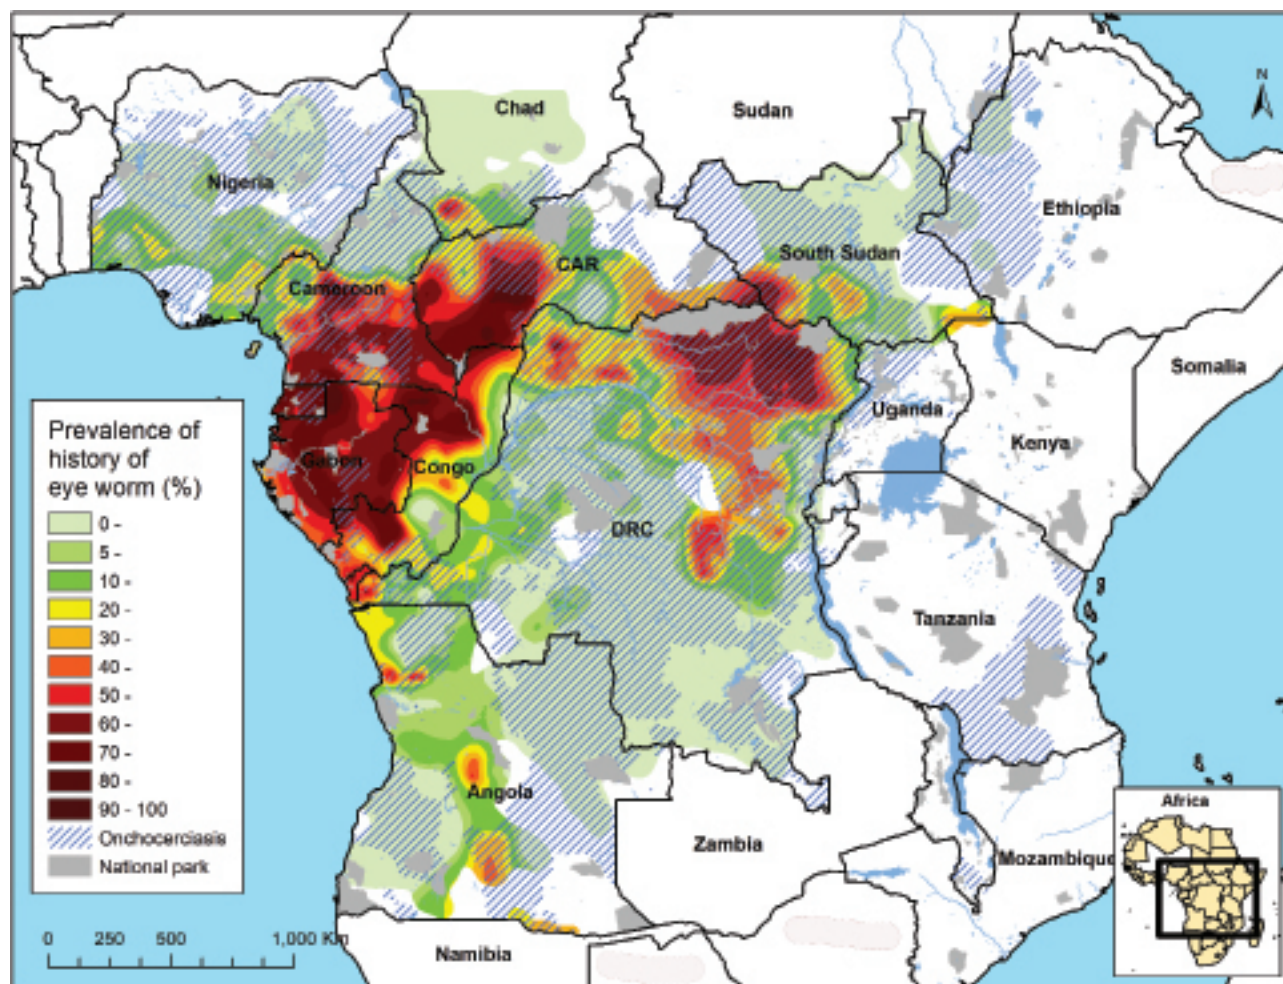 N
Chad
Sudan
Nigeria
Ethiopia
South Sudan
CAR
Cameroon
Somalia
Uganda
Kenya
Gabon
Congo
DRC
Tanzania
Angola
Zambia
Mozambique
Namibia
Prevalence of
history of
eye worm (%)
0 -
5 -
10 -
20 -
30 -
40 -
50 -
60 -
70 -
80 -
90 - 100
Onchocerciasis
National park
0 250 500 1,000 Km
Africa